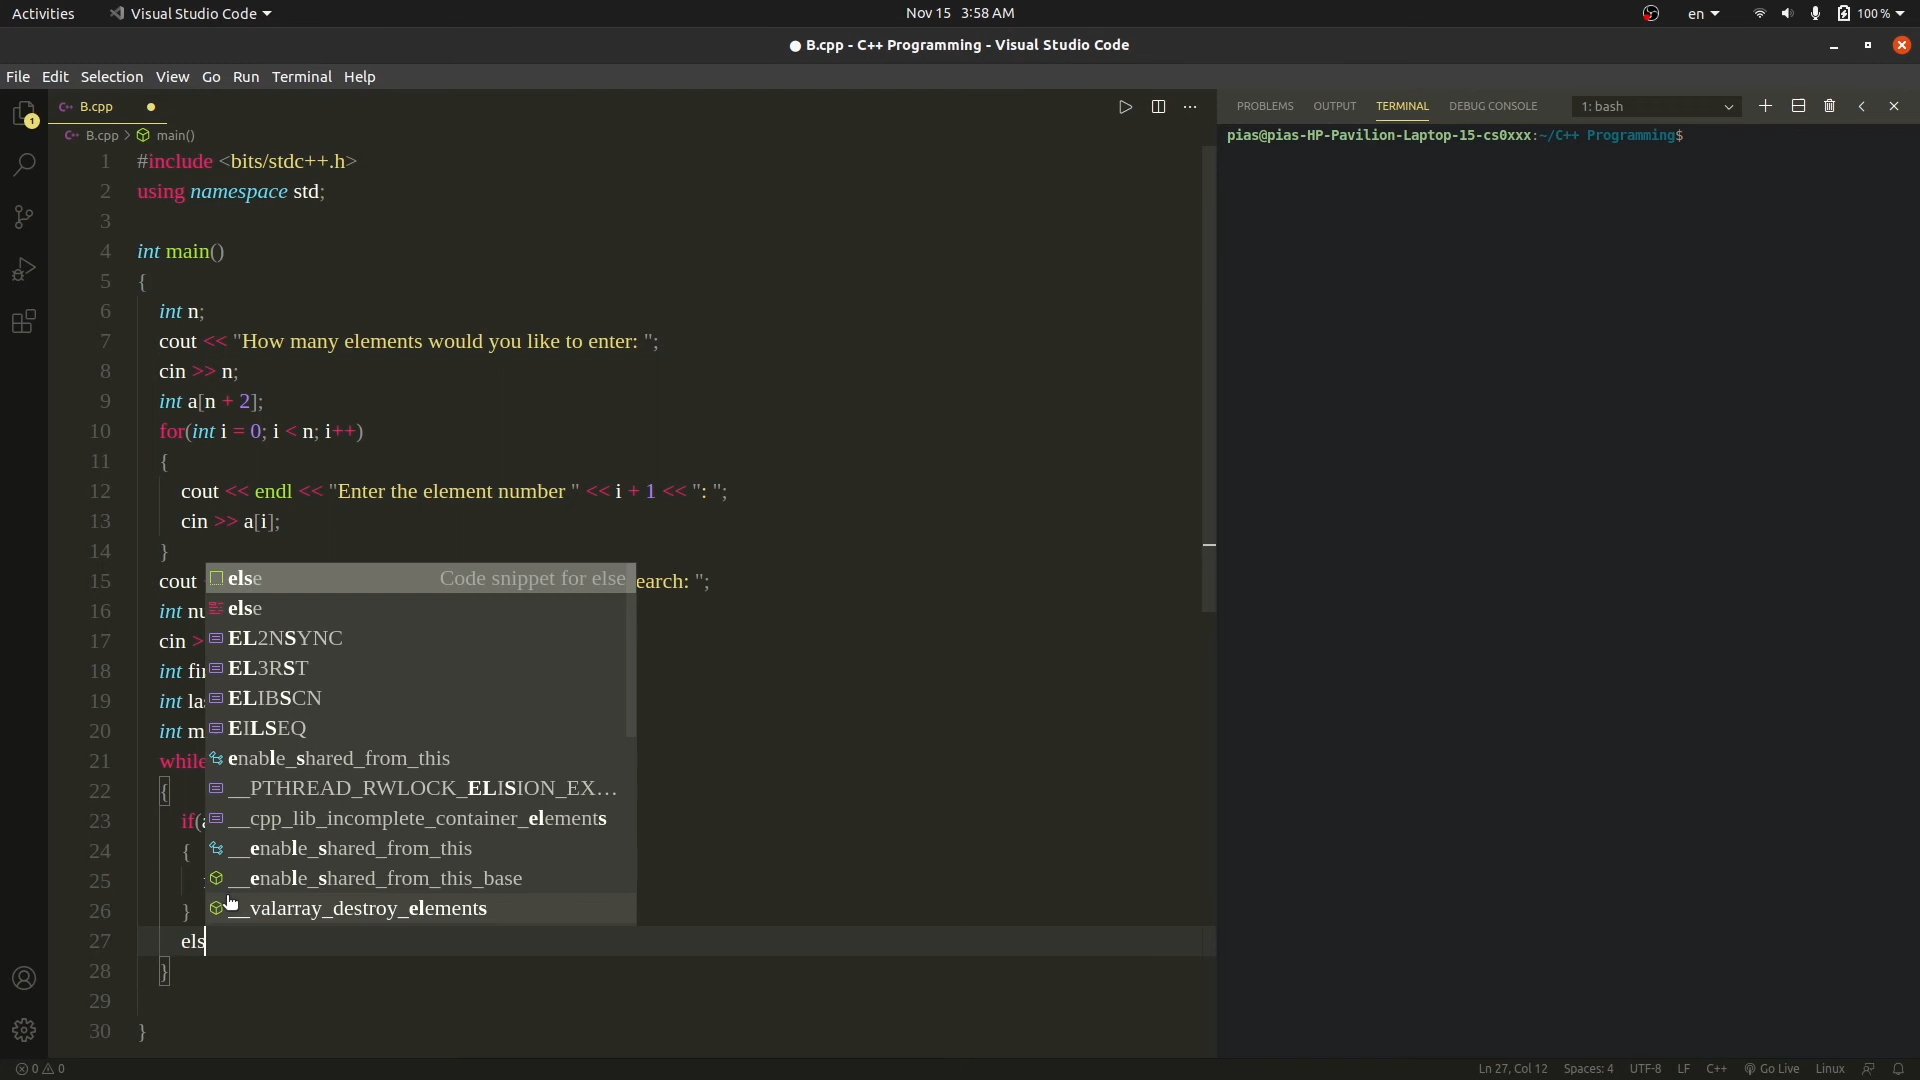 Activities Visual Studio Code Nov 15 3:58 AM en 100 %
B.cpp - C++ Programming - Visual Studio Code
File Edit Selection View Go Run Terminal Help
B.cpp PROBLEMS OUTPUT TERMINAL DEBUG CONSOLE 1: bash
B.cpp > main() pias@pias-HP-Pavilion-Laptop-15-cs0xxx:~/C++ Programming$
1 #include <bits/stdc++.h>
2 using namespace std;
3
4 int main()
5 {
6 int n;
7 cout << "How many elements would you like to enter: ";
8 cin >> n;
9 int a[n + 2];
10 for(int i = 0; i < n; i++)
11 {
12 cout << endl << "Enter the element number " << i + 1 << ": ";
13 cin >> a[i];
14 }
15 cout else Code snippet for else earch: ";
16 int nu else
17 cin > EL2NSYNC
18 int fir EL3RST
19 int las ELIBSCN
20 int m EILSEQ
21 while enable_shared_from_this
22 { __PTHREAD_RWLOCK_ELISION_EX...
23 if(a __cpp_lib_incomplete_container_elements
24 { __enable_shared_from_this
25 __enable_shared_from_this_base
26 } __valarray_destroy_elements
27 els
28 }
29
30 }
0 0 Ln 27, Col 12 Spaces: 4 UTF-8 LF C++ Go Live Linux